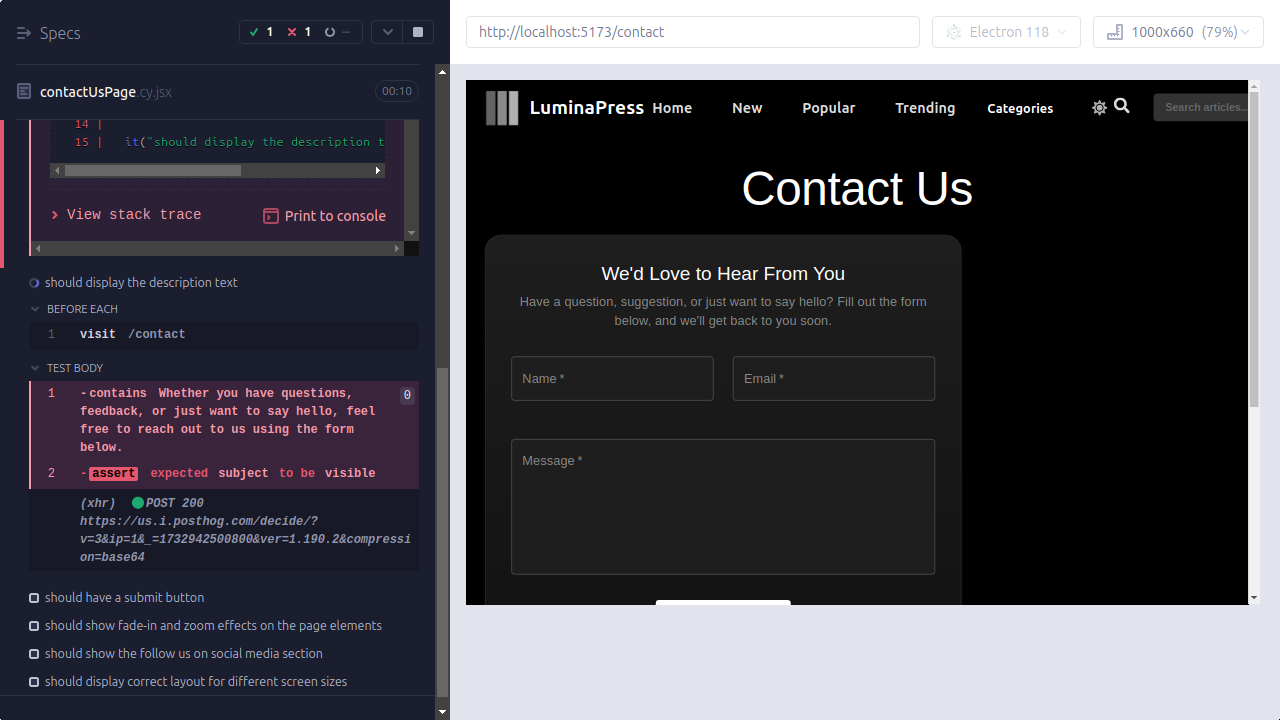 Specs
1 1 --
contactUsPage.cy.jsx 00:10
14 |
15 | it("should display the description t
View stack trace Print to console
should display the description text
BEFORE EACH
1 visit /contact
TEST BODY
1 -contains Whether you have questions, 0
feedback, or just want to say hello, feel
free to reach out to us using the form
below.
2 -assert expected subject to be visible
(xhr) POST 200
https://us.i.posthog.com/decide/?
v=3&ip=1&_=1732942500800&ver=1.190.2&compressi
on=base64
should have a submit button
should show fade-in and zoom effects on the page elements
should show the follow us on social media section
should display correct layout for different screen sizes
http://localhost:5173/contact Electron 118 1000x660 (79%)
LuminaPress Home New Popular Trending Categories Search articles...
Contact Us
We'd Love to Hear From You
Have a question, suggestion, or just want to say hello? Fill out the form
below, and we'll get back to you soon.
Name * Email *
Message *